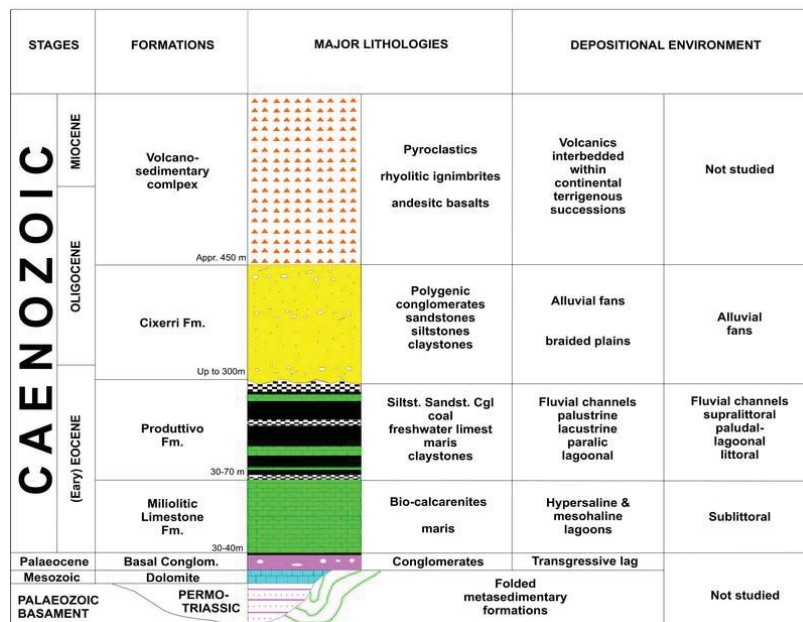 STAGES
FORMATIONS
MAJOR LITHOLOGIES
DEPOSITIONAL ENVIRONMENT
CAENOZOIC
MIOCENE
OLIGOCENE
(Eary) EOCENE
Volcano-
sedimentary
comlpex
Appr. 450 m
Pyroclastics
rhyolitic ignimbrites
andesitc basalts
Volcanics
interbedded
within
continental
terrigenous
successions
Not studied
Cixerri Fm.
Up to 300m
Polygenic
conglomerates
sandstones
siltstones
claystones
Alluvial fans
braided plains
Alluvial
fans
Produttivo
Fm.
30-70 m
Siltst. Sandst. Cgl
coal
freshwater limest
maris
claystones
Fluvial channels
palustrine
lacustrine
paralic
lagoonal
Fluvial channels
supralittoral
paludal-
lagoonal
littoral
Miliolitic
Limestone
Fm.
30-40m
Bio-calcarenites
maris
Hypersaline &
mesohaline
lagoons
Sublittoral
Palaeocene
Basal Conglom.
Conglomerates
Transgressive lag
Mesozoic
Dolomite
PALAEOZOIC
BASAMENT
PERMO-
TRIASSIC
Folded
metasedimentary
formations
Not studied